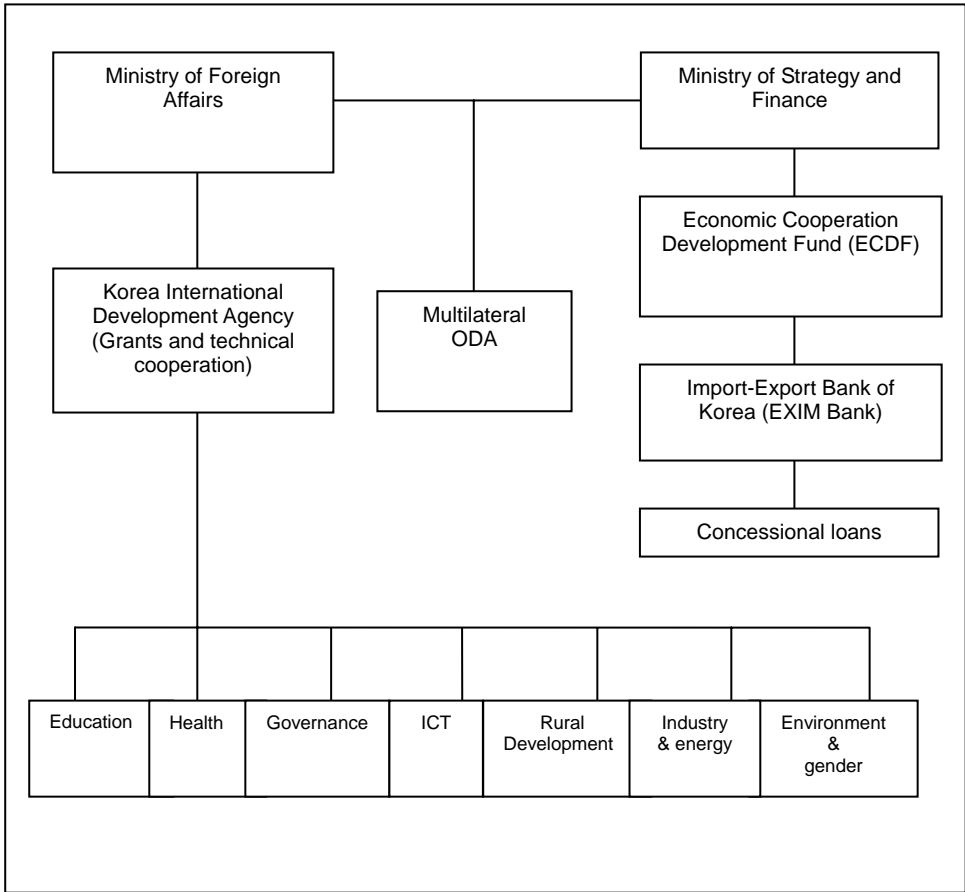 Ministry of Foreign
Affairs
Ministry of Strategy and
Finance
Economic Cooperation
Development Fund (ECDF)
Korea International
Development Agency
(Grants and technical
cooperation)
Multilateral
ODA
Import-Export Bank of
Korea (EXIM Bank)
Concessional loans
Education
Health
Governance
ICT
Rural
Development
Industry
& energy
Environment
&
gender